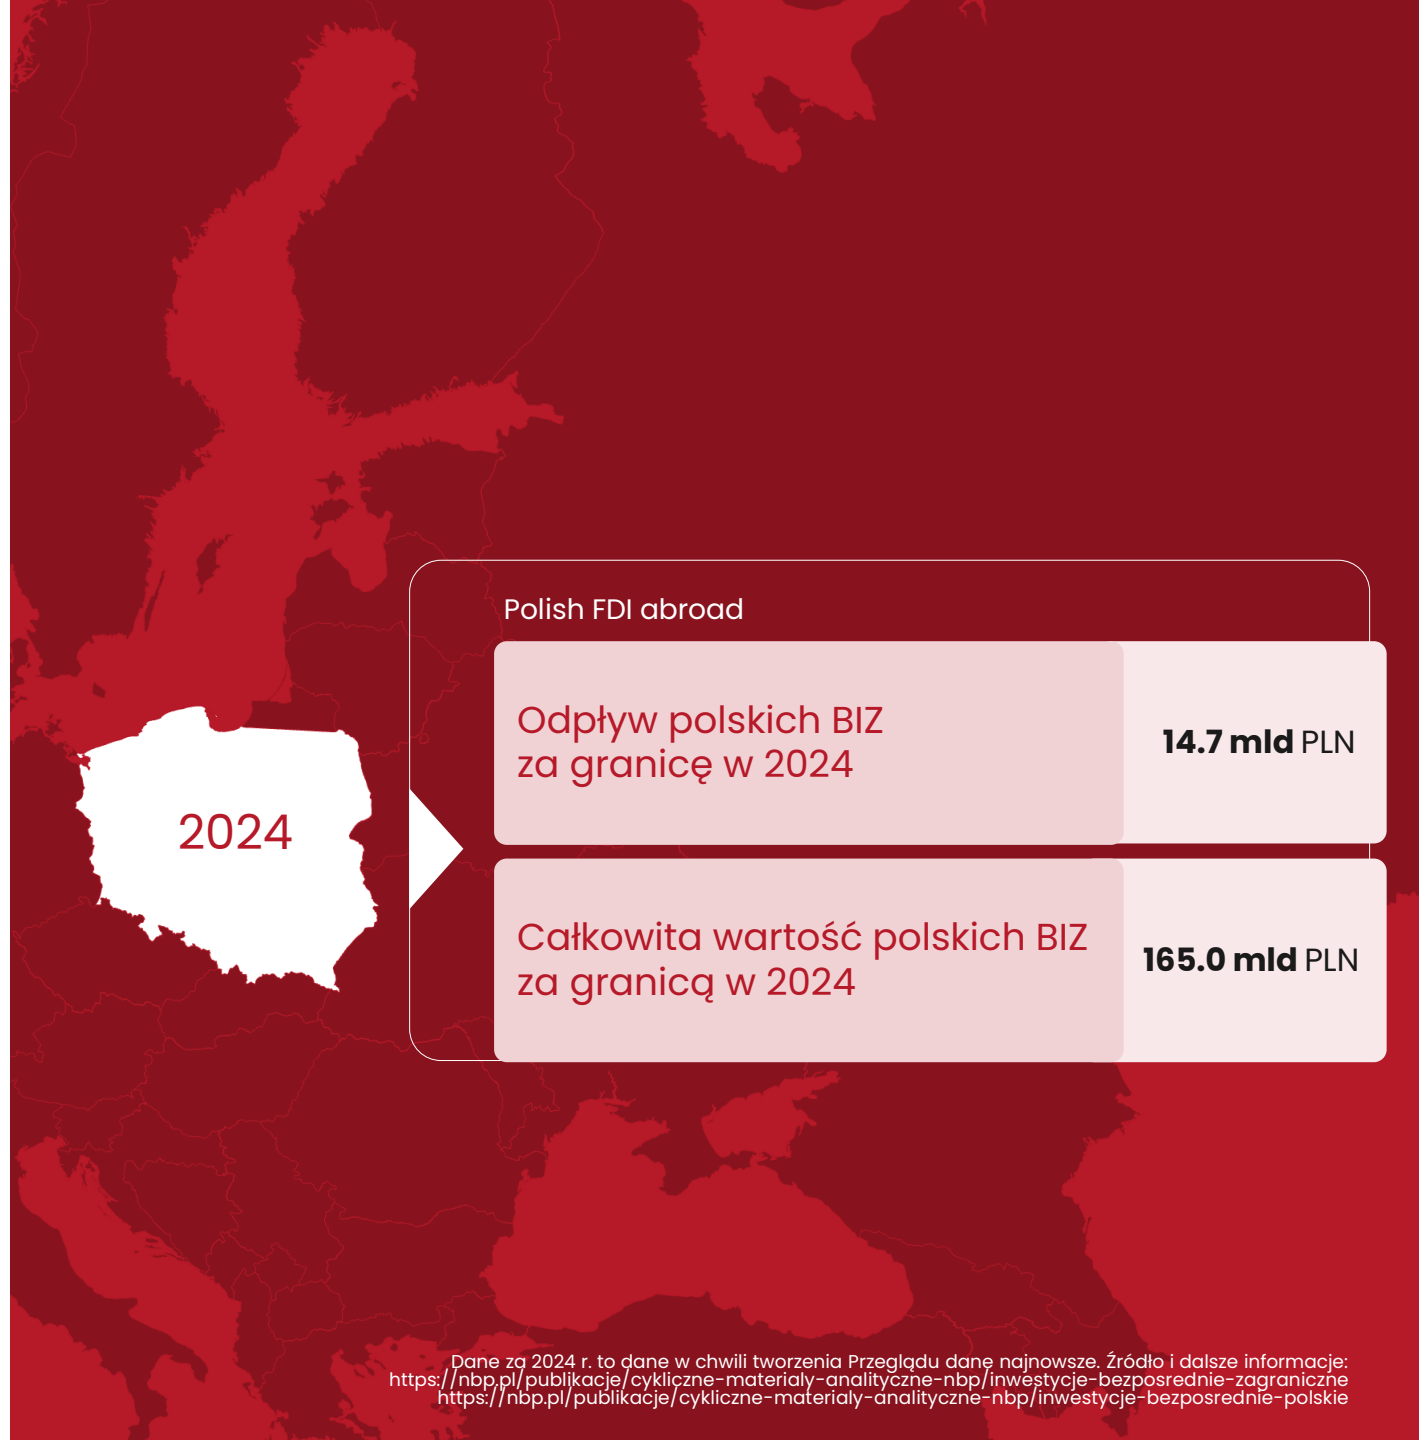 Polish FDI abroad
Odpływ polskich BIZ
za granicę w 2024
14.7 mld PLN
2024
Całkowita wartość polskich BIZ
za granicą w 2024
165.0 mld PLN
Dane za 2024 r. to dane w chwili tworzenia Przeglądu dane najnowsze. Źródło i dalsze informacje:
https://nbp.pl/publikacje/cykliczne-materialy-analityczne-nbp/inwestycje-bezposrednie-zagraniczne
https://nbp.pl/publikacje/cykliczne-materialy-analityczne-nbp/inwestycje-bezposrednie-polskie